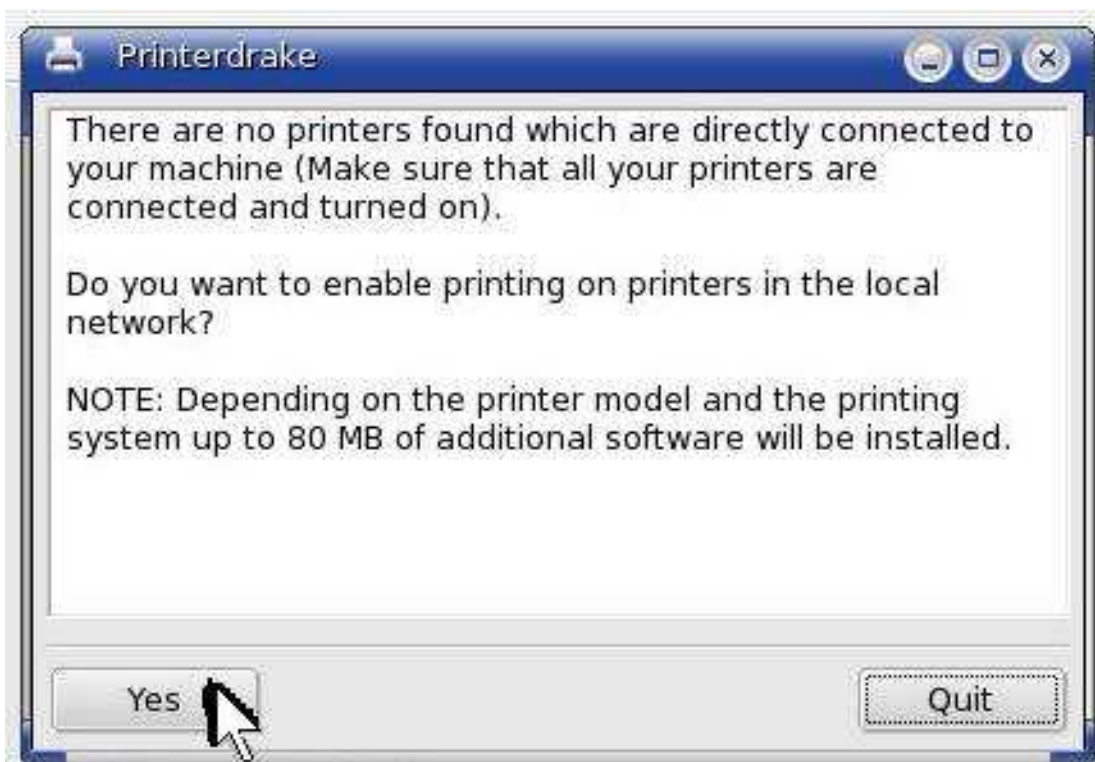 Printerdrake
There are no printers found which are directly connected to
your machine (Make sure that all your printers are
connected and turned on).
Do you want to enable printing on printers in the local
network?
NOTE: Depending on the printer model and the printing
system up to 80 MB of additional software will be installed.
Yes
Quit